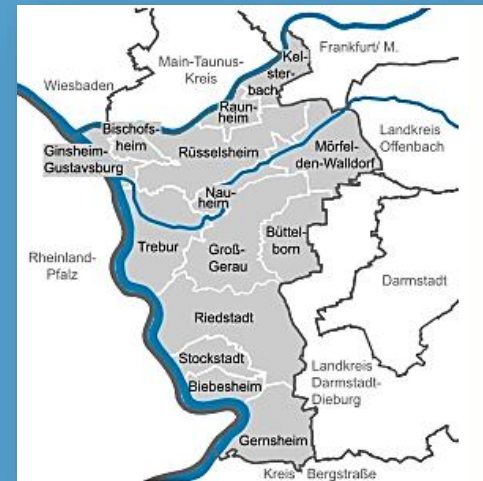 Frankfurt/ M.
Main-Taunus-
Kreis
Kel-
ster-
bach
Wiesbaden
Raun-
heim
Bischofs-
heim
Landkreis
Offenbach
Ginsheim-
Gustavsburg
Rüsselsheim
Mörfel-
den-Walldorf
Nau-
heim
Trebur
Groß-
Gerau
Büttel-
born
Rheinland-
Pfalz
Darmstadt
Riedstadt
Stockstadt
Landkreis
Darmstadt-
Dieburg
Biebesheim
Gernsheim
Kreis Bergstraße